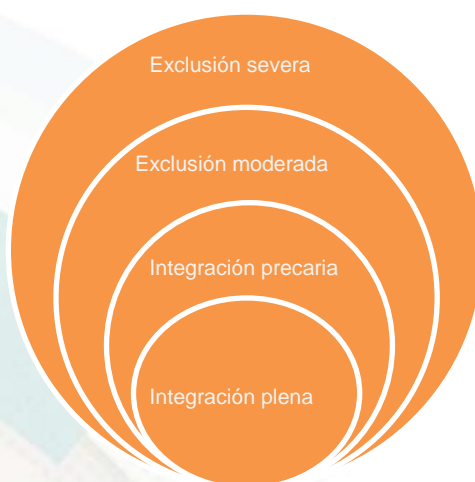 Exclusión severa
Exclusión moderada
Integración precaria
Integración plena